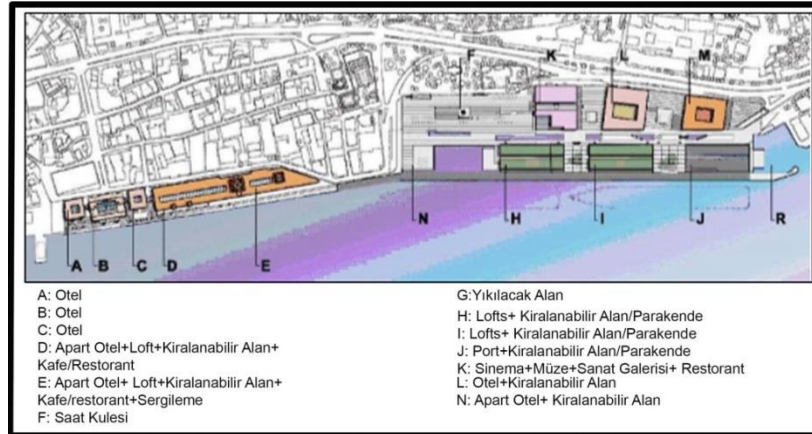 F
K
L
M
A
B
C
D
E
N
H
I
J
R
A: Otel
B: Otel
C: Otel
D: Apart Otel+Loft+Kiralanabilir Alan+
Kafe/Restorant
E: Apart Otel+ Loft+Kiralanabilir Alan+
Kafe/restorant+Sergileme
F: Saat Kulesi
G:Yıkılacak Alan
H: Lofts+ Kiralanabilir Alan/Parakende
I: Lofts+ Kiralanabilir Alan/Parakende
J: Port+Kiralanabilir Alan/Parakende
K: Sinema+Müze+Sanat Galerisi+ Restorant
L: Otel+Kiralanabilir Alan
N: Apart Otel+ Kiralanabilir Alan